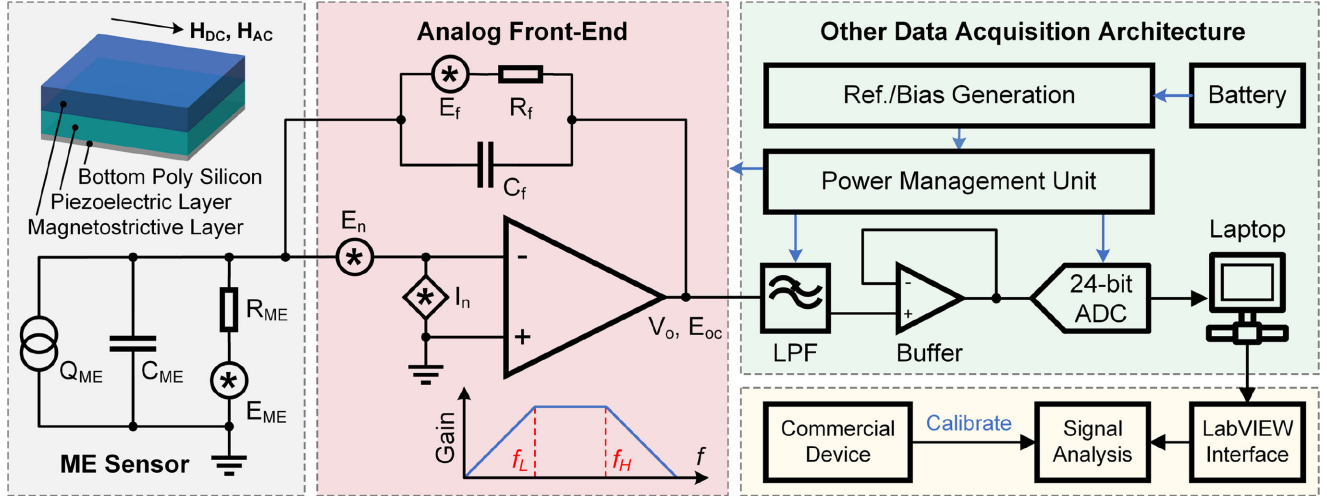 H_DC, H_AC
Bottom Poly Silicon
Piezoelectric Layer
Magnetostrictive Layer
Q_ME
C_ME
R_ME
E_ME
ME Sensor
Analog Front-End
E_f
R_f
C_f
E_n
I_n
-
+
V_o, E_oc
Gain
f_L
f_H
f
Other Data Acquisition Architecture
Ref./Bias Generation
Battery
Power Management Unit
LPF
-
+
Buffer
24-bit
ADC
Laptop
Commercial
Device
Calibrate
Signal
Analysis
LabVIEW
Interface